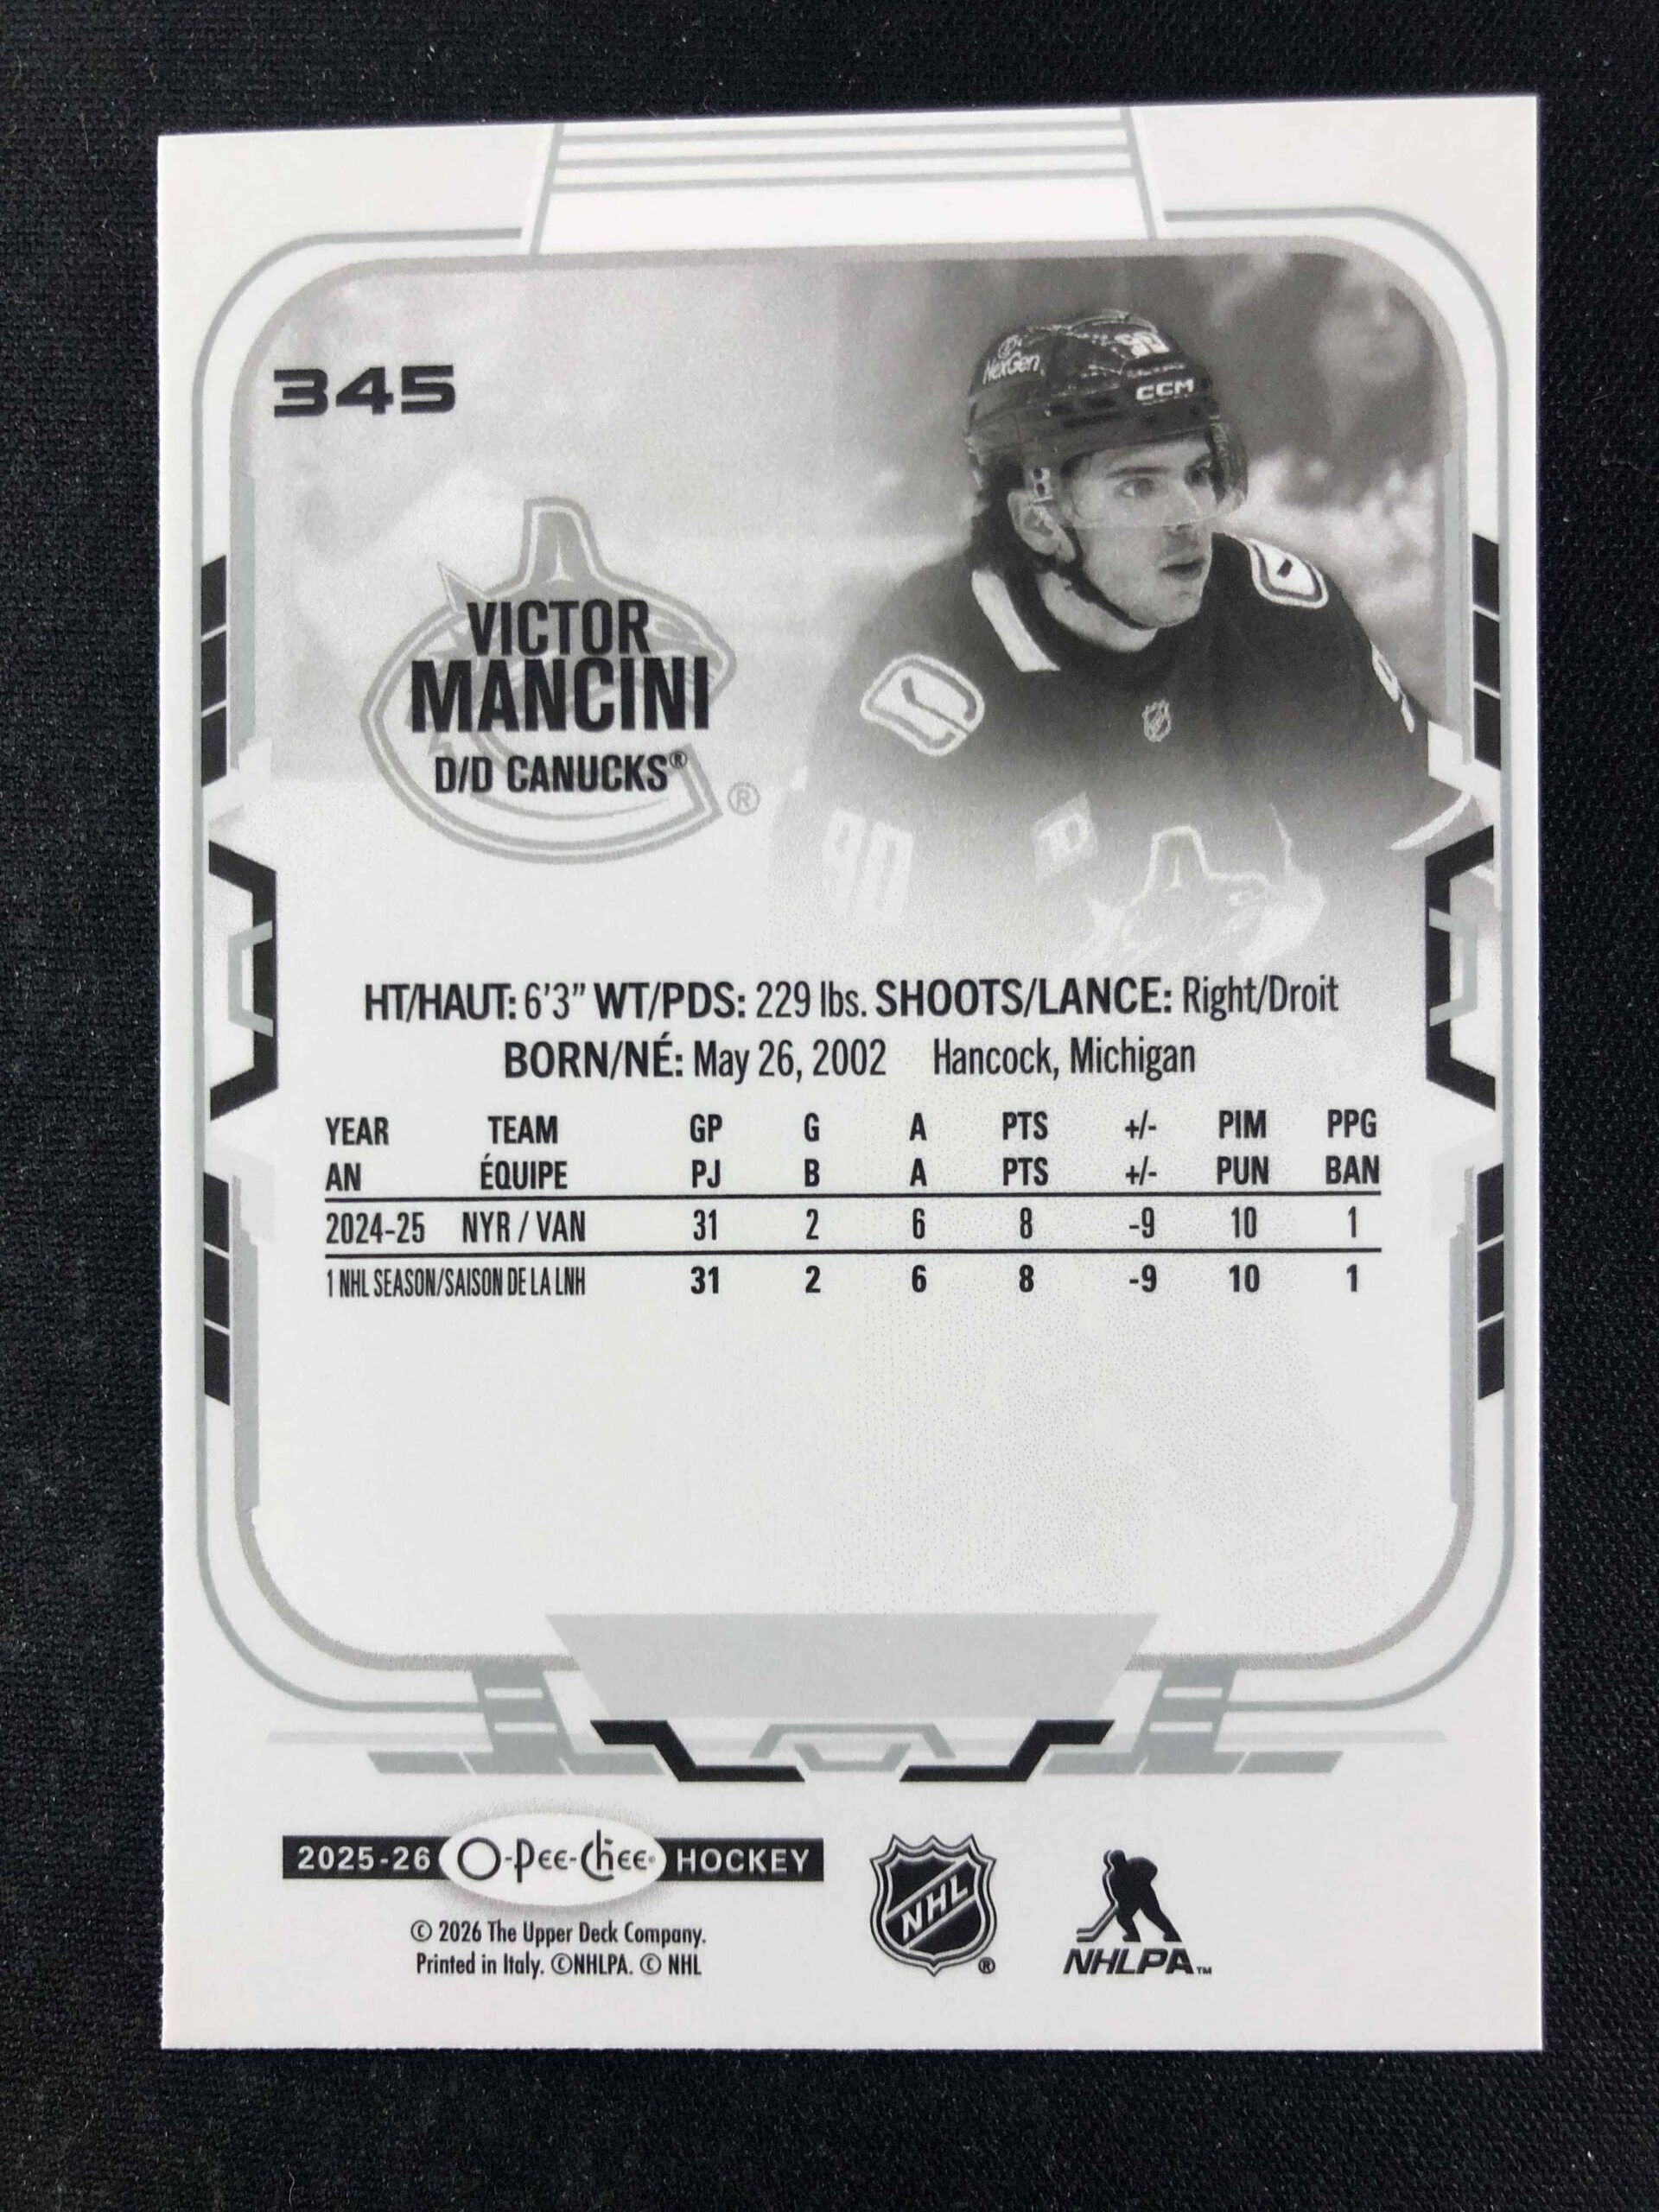 345
NexGen
CCM
VICTOR
MANCINI
D/D CANUCKS®
®
90
HT/HAUT: 6'3" WT/PDS: 229 lbs. SHOOTS/LANCE: Right/Droit
BORN/NÉ: May 26, 2002 Hancock, Michigan
YEAR TEAM GP G A PTS +/- PIM PPG
AN ÉQUIPE PJ B A PTS +/- PUN BAN
2024-25 NYR / VAN 31 2 6 8 -9 10 1
1 NHL SEASON/SAISON DE LA LNH 31 2 6 8 -9 10 1
2025-26 O-Pee-Chee® HOCKEY
© 2026 The Upper Deck Company.
Printed in Italy. ©NHLPA. © NHL
NHL ®
NHLPA™